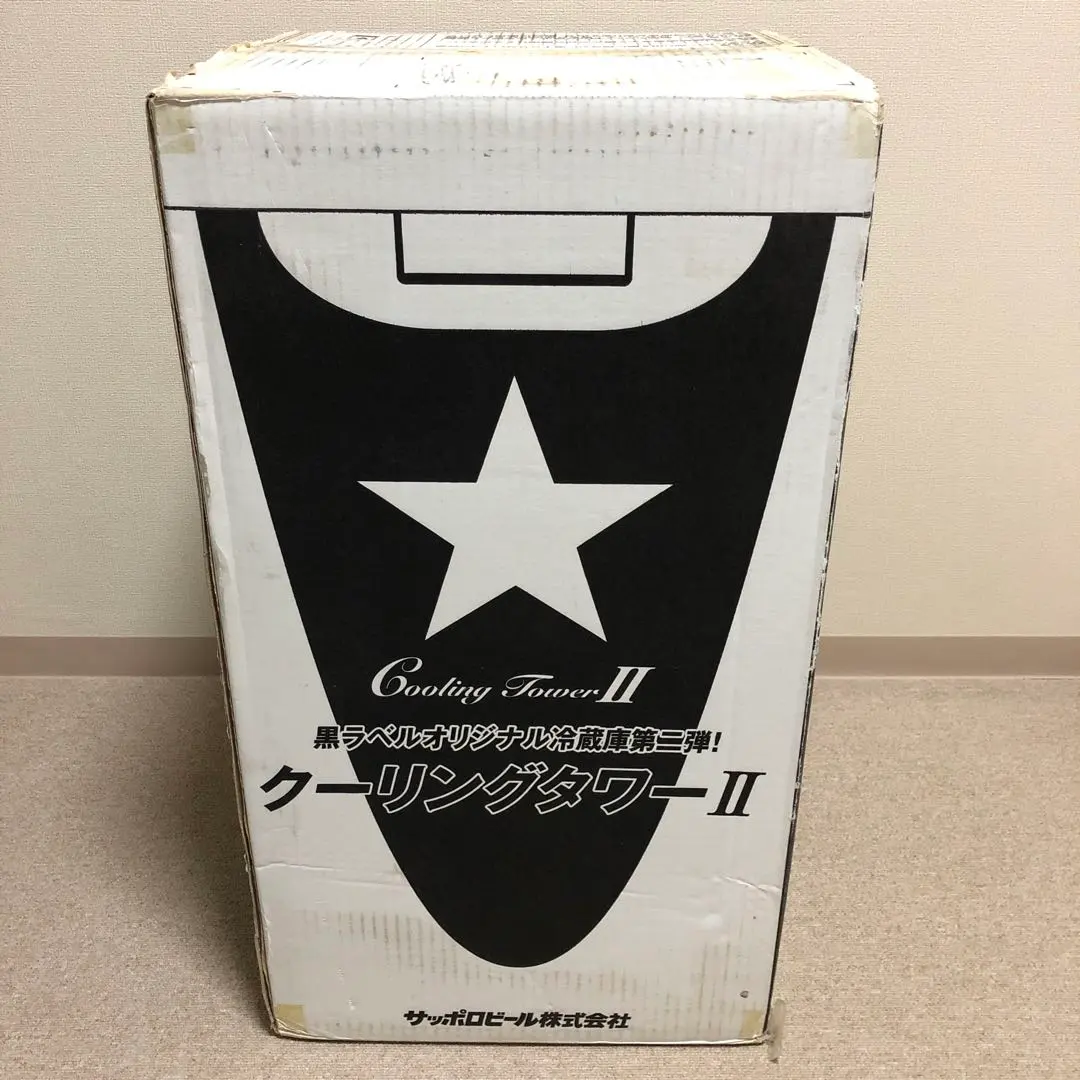 Cooling Tower II
黒ラベルオリジナル冷蔵庫第二弾!
クーリングタワーII
サッポロビール株式会社